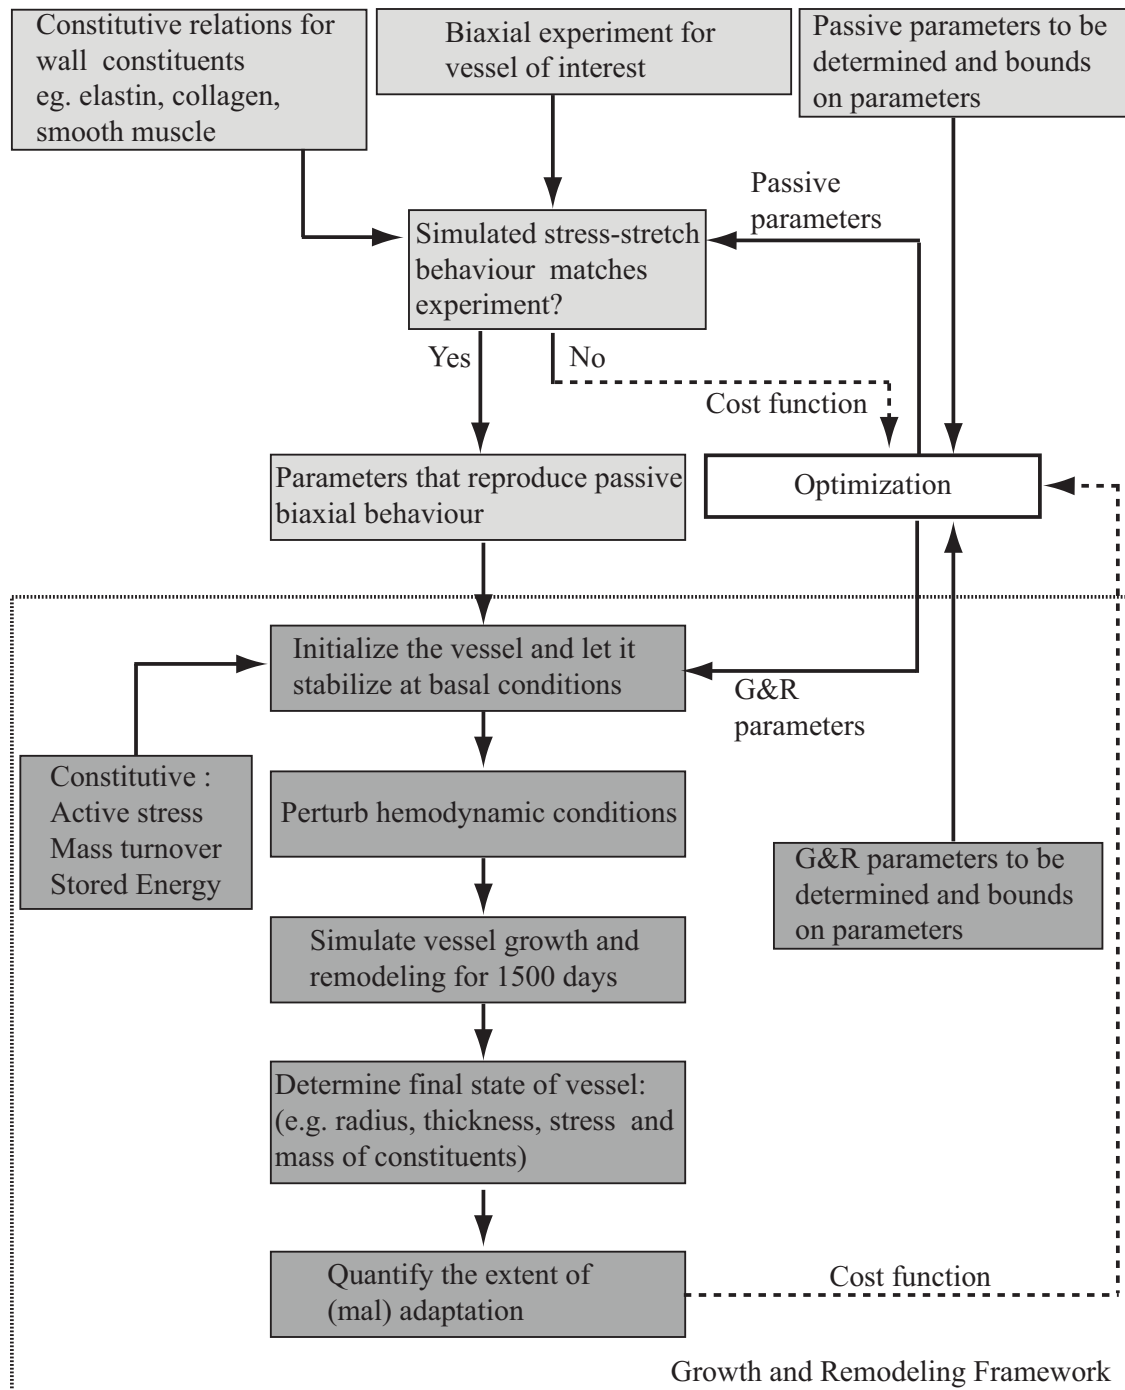 Constitutive relations for
wall constituents
eg. elastin, collagen,
smooth muscle
Biaxial experiment for
vessel of interest
Passive parameters to be
determined and bounds
on parameters
Passive
parameters
Simulated stress-stretch
behaviour matches
experiment?
Yes
No
Cost function
Parameters that reproduce passive
biaxial behaviour
Optimization
Initialize the vessel and let it
stabilize at basal conditions
G&R
parameters
Constitutive :
Active stress
Mass turnover
Stored Energy
Perturb hemodynamic conditions
G&R parameters to be
determined and bounds
on parameters
Simulate vessel growth and
remodeling for 1500 days
Determine final state of vessel:
(e.g. radius, thickness, stress and
mass of constituents)
Quantify the extent of
(mal) adaptation
Cost function
Growth and Remodeling Framework